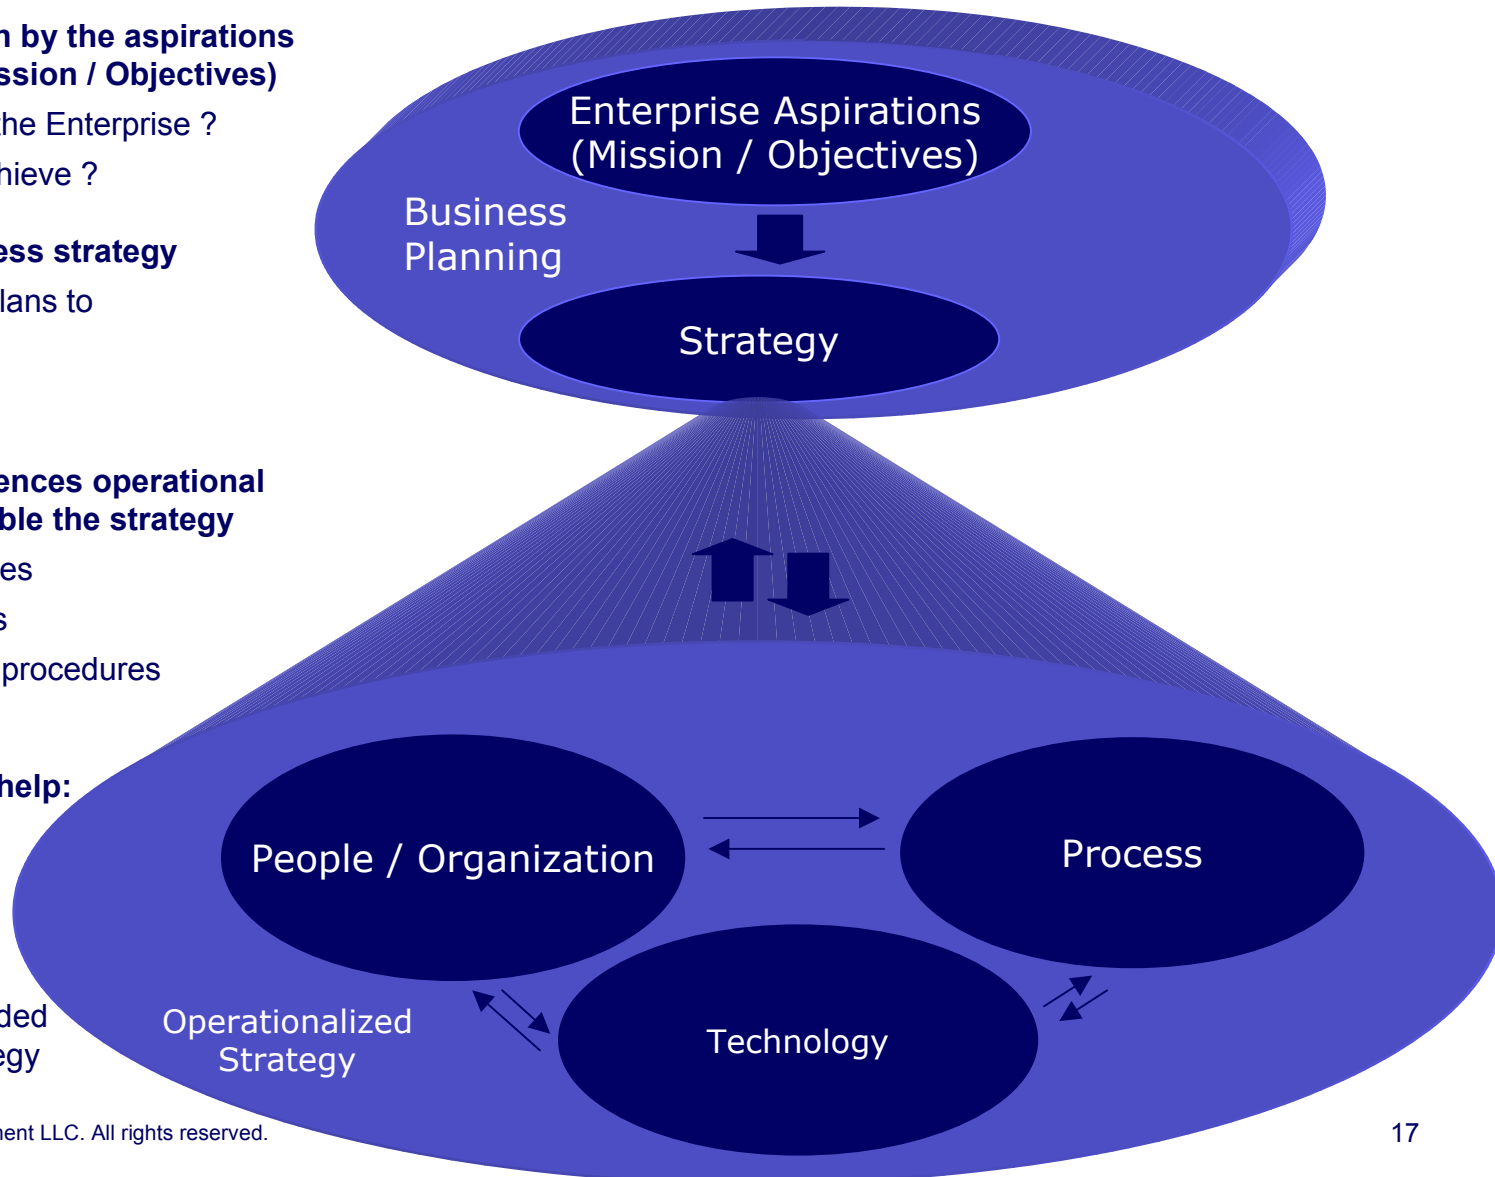 by the aspirations
ssion / Objectives)
the Enterprise ?
hieve ?
ess strategy
lans to
ences operational
ble the strategy
es
s
procedures
help:
ded
egy
nent LLC. All rights reserved.
Enterprise Aspirations
(Mission / Objectives)
Business
Planning
Strategy
People / Organization
Process
Technology
Operationalized
Strategy
17